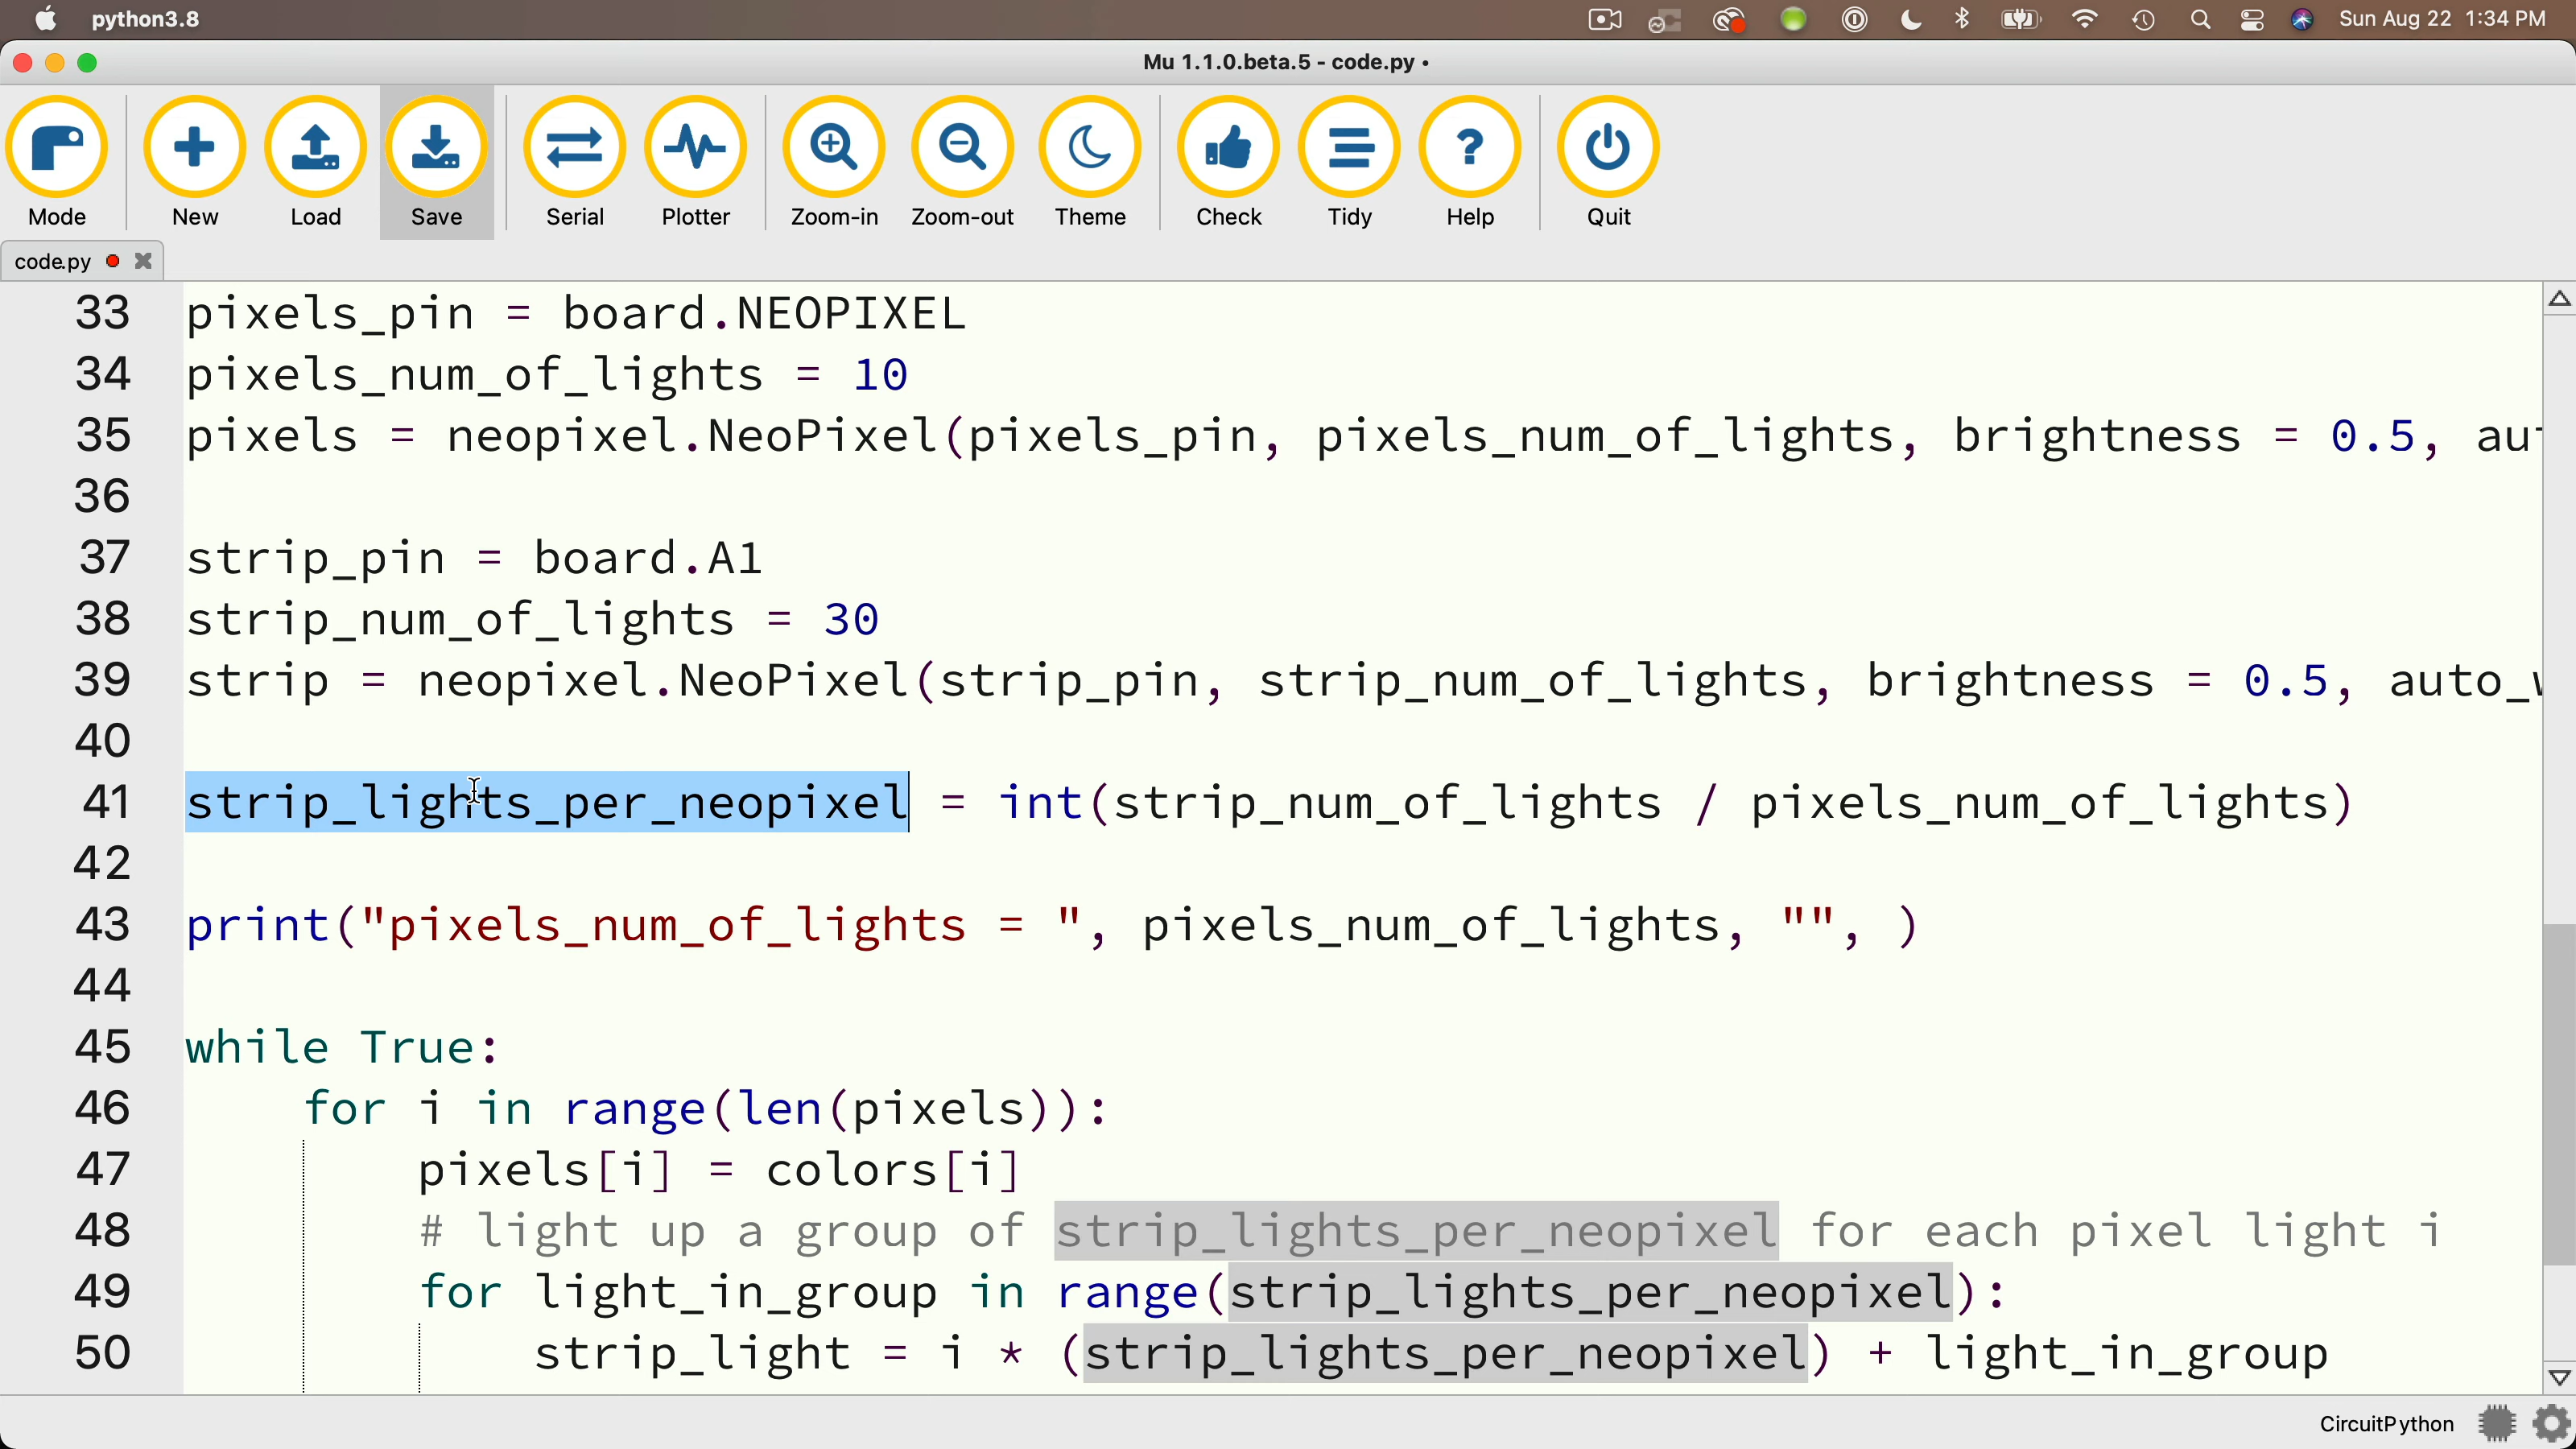 python3.8
Sun Aug 22 1:34 PM
Mu 1.1.0.beta.5 - code.py •
Mode New Load Save Serial Plotter Zoom-in Zoom-out Theme Check Tidy Help Quit
code.py
33 pixels_pin = board.NEOPIXEL
34 pixels_num_of_lights = 10
35 pixels = neopixel.NeoPixel(pixels_pin, pixels_num_of_lights, brightness = 0.5, au
36
37 strip_pin = board.A1
38 strip_num_of_lights = 30
39 strip = neopixel.NeoPixel(strip_pin, strip_num_of_lights, brightness = 0.5, auto_
40
41 strip_lights_per_neopixel = int(strip_num_of_lights / pixels_num_of_lights)
42
43 print("pixels_num_of_lights = ", pixels_num_of_lights, "", )
44
45 while True:
46 for i in range(len(pixels)):
47 pixels[i] = colors[i]
48 # light up a group of strip_lights_per_neopixel for each pixel light i
49 for light_in_group in range(strip_lights_per_neopixel):
50 strip_light = i * (strip_lights_per_neopixel) + light_in_group
CircuitPython